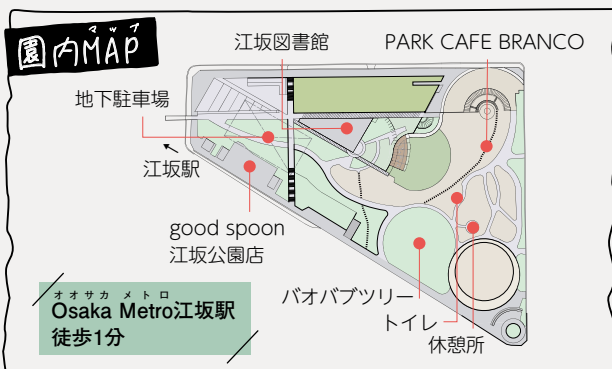 園内MAP
マップ
江坂図書館
PARK CAFE BRANCO
地下駐車場
江坂駅
good spoon
江坂公園店
バオバブツリー
トイレ
休憩所
オオサカ メトロ
Osaka Metro江坂駅
徒歩1分